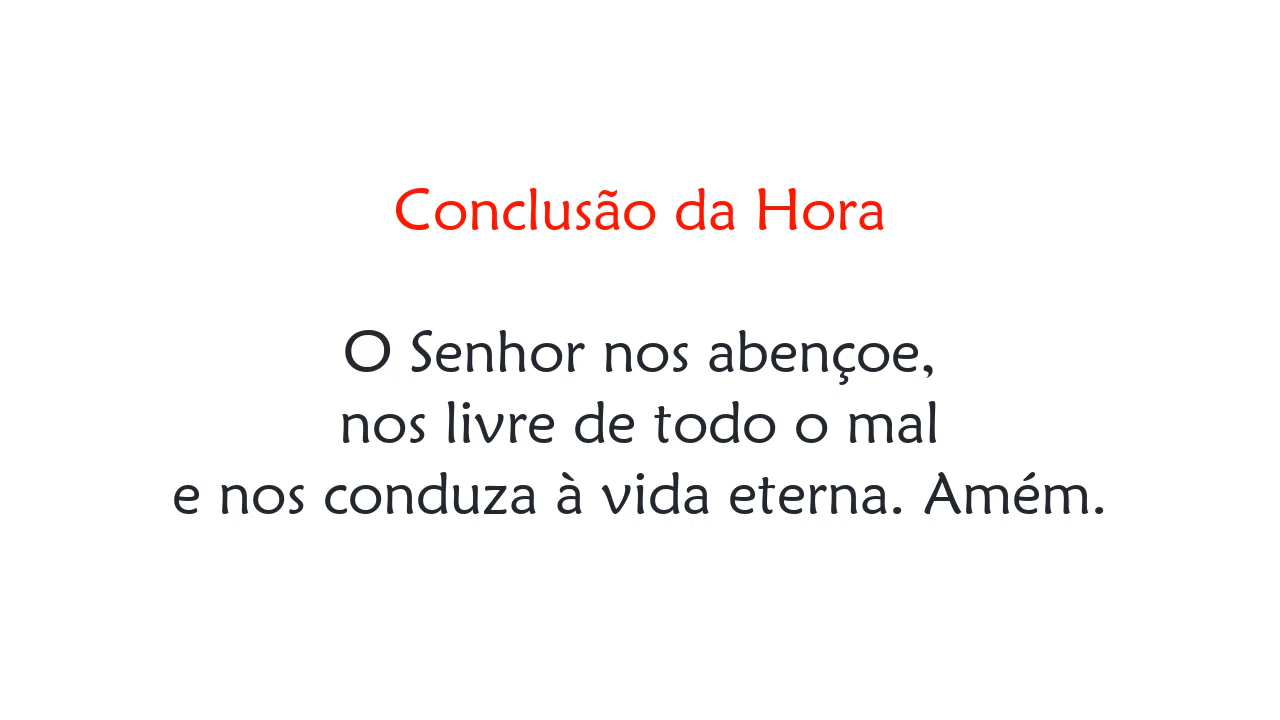 Conclusão da Hora
O Senhor nos abençoe,
nos livre de todo o mal
e nos conduza à vida eterna. Amém.